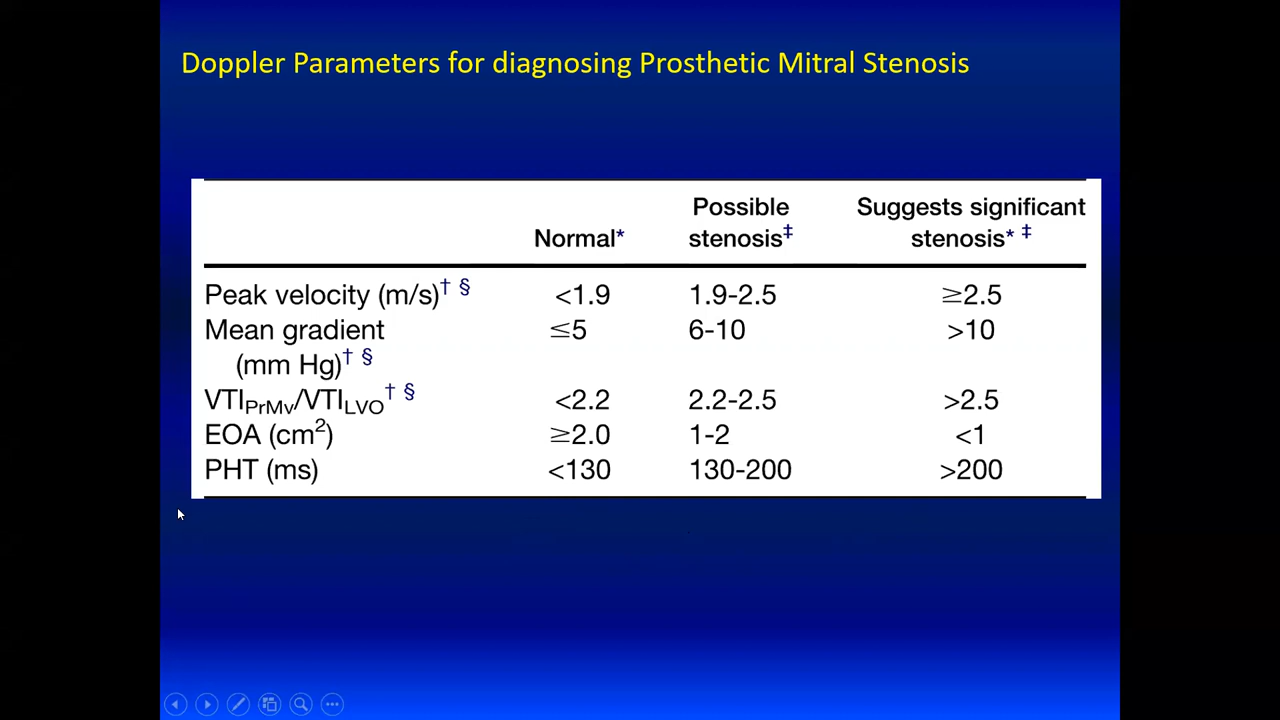 Doppler Parameters for diagnosing Prosthetic Mitral Stenosis
Possible Suggests significant
Normal* stenosis‡ stenosis* ‡
Peak velocity (m/s)† § <1.9 1.9-2.5 ≧2.5
Mean gradient ≦5 6-10 >10
(mm Hg)† §
VTIPrMv/VTILVO† § <2.2 2.2-2.5 >2.5
EOA (cm2) ≧2.0 1-2 <1
PHT (ms) <130 130-200 >200